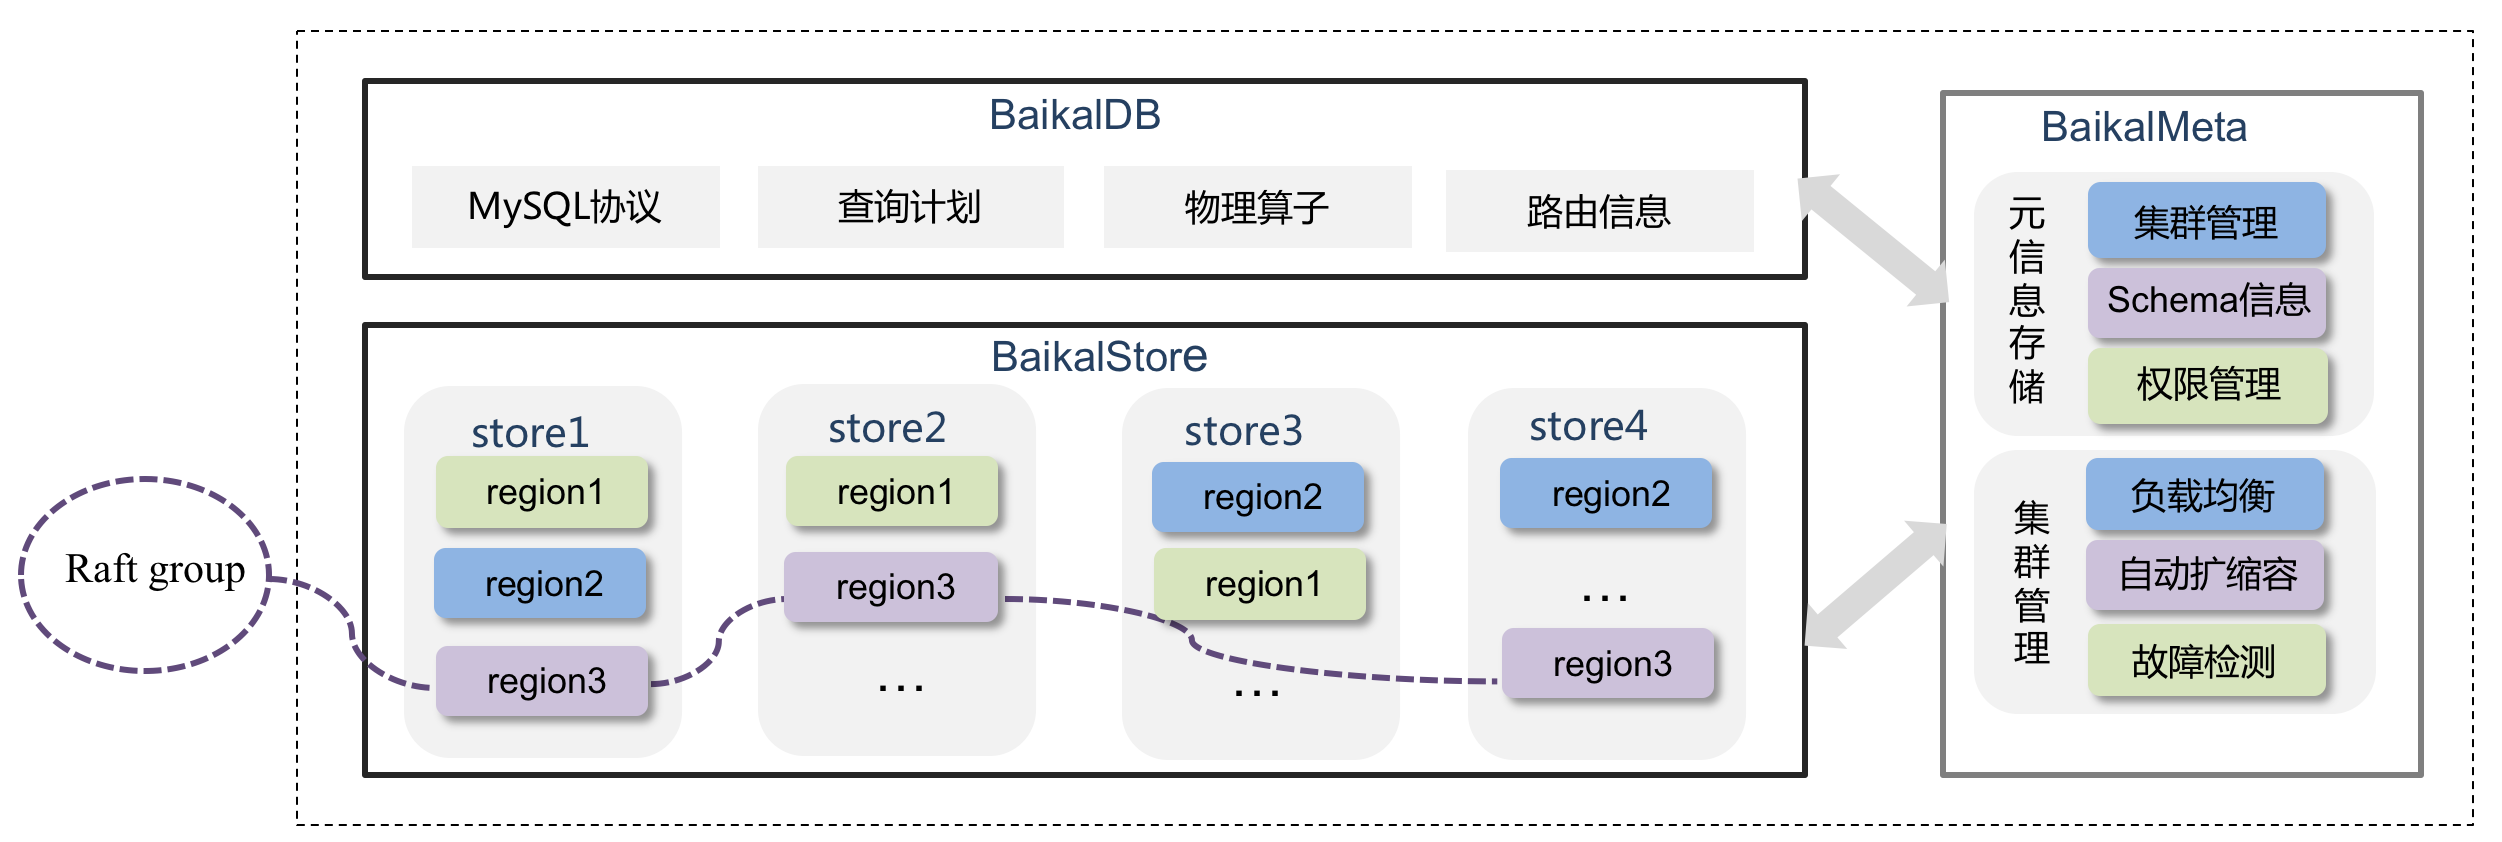 BaikalDB
MySQL协议
查询计划
物理算子
路由信息
BaikalStore
store1
region1
region2
region3
store2
region1
region3
...
store3
region2
region1
...
store4
region2
...
region3
Raft group
BaikalMeta
元信息存储
集群管理
Schema信息
权限管理
集群管理
负载均衡
自动扩缩容
故障检测